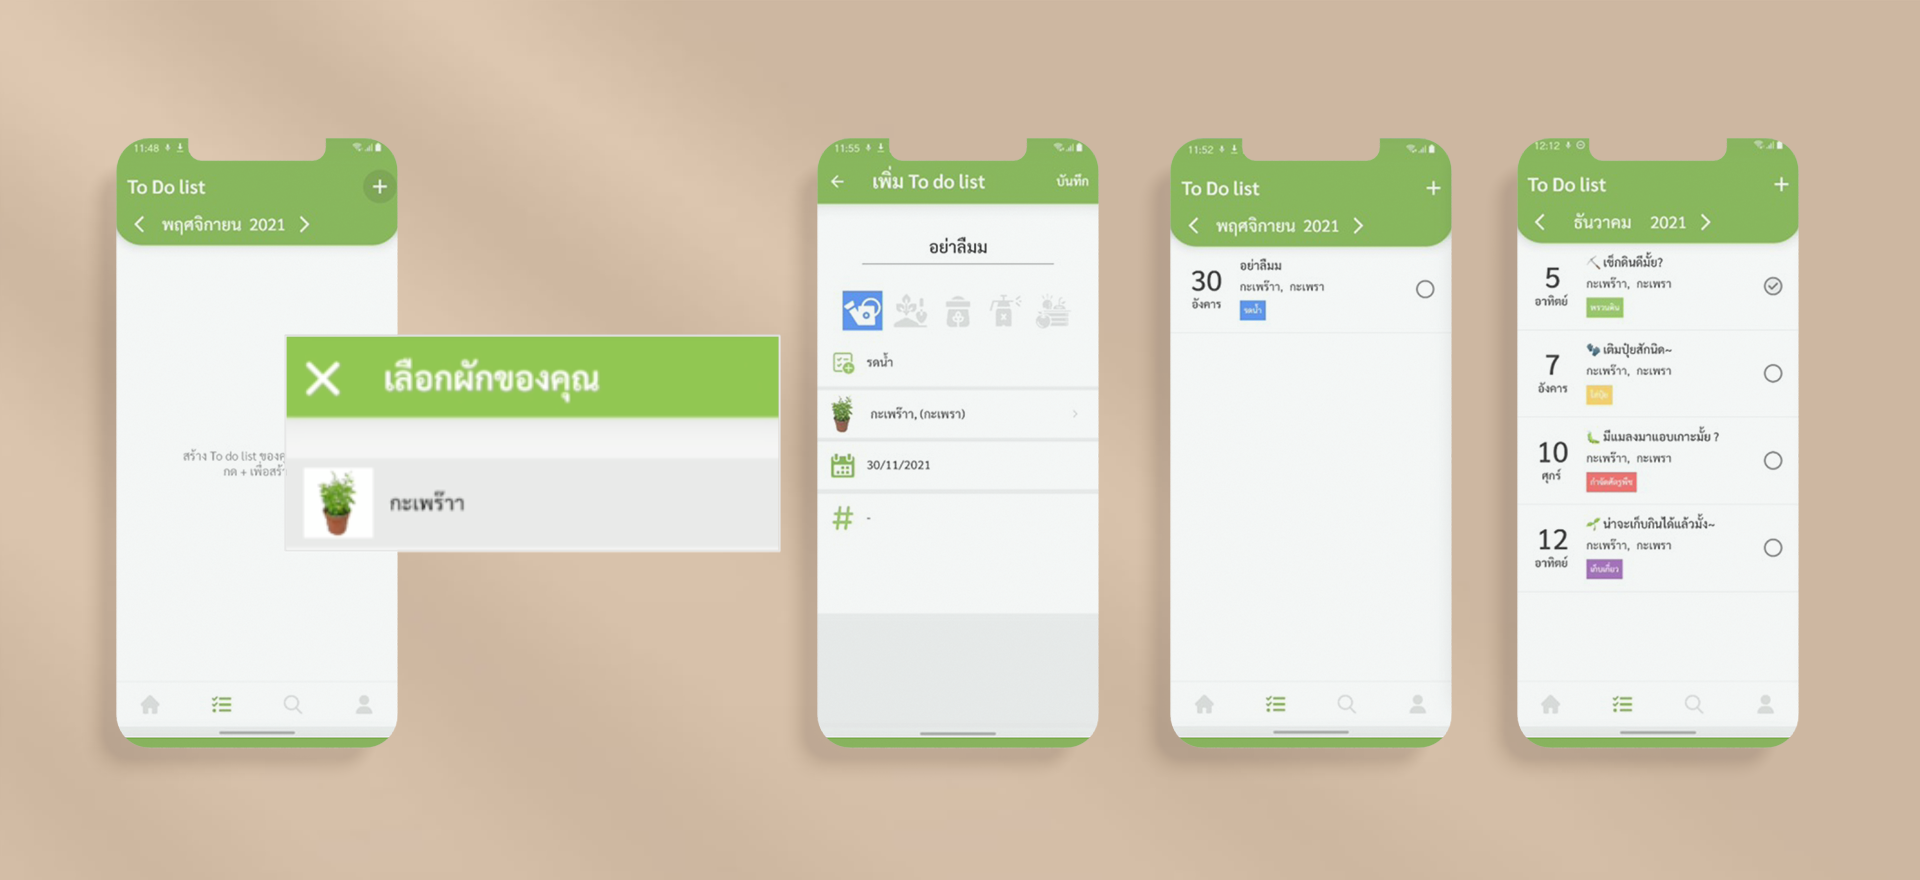 11:48
To Do list
+
พฤศจิกายน 2021
สร้าง To do list ของคุ
กด + เพื่อสร้
เลือกผักของคุณ
กะเพร๊าา
11:55
เพิ่ม To do list
บันทึก
อย่าลืมม
รดน้ำ
กะเพร๊าา, (กะเพรา)
30/11/2021
# -
11:52
To Do list
+
พฤศจิกายน 2021
30
อังคาร
อย่าลืมม
กะเพร๊าา, กะเพรา
รดน้ำ
12:12
To Do list
+
ธันวาคม 2021
5
อาทิตย์
เช็กดินดีมั้ย?
กะเพร๊าา, กะเพรา
พรวนดิน
7
อังคาร
เติมปุ๋ยสักนิด~
กะเพร๊าา, กะเพรา
ใส่ปุ๋ย
10
ศุกร์
มีแมลงมาแอบเกาะมั้ย ?
กะเพร๊าา, กะเพรา
กำจัดศัตรูพืช
12
อาทิตย์
น่าจะเก็บกินได้แล้วมั้ง~
กะเพร๊าา, กะเพรา
เก็บเกี่ยว